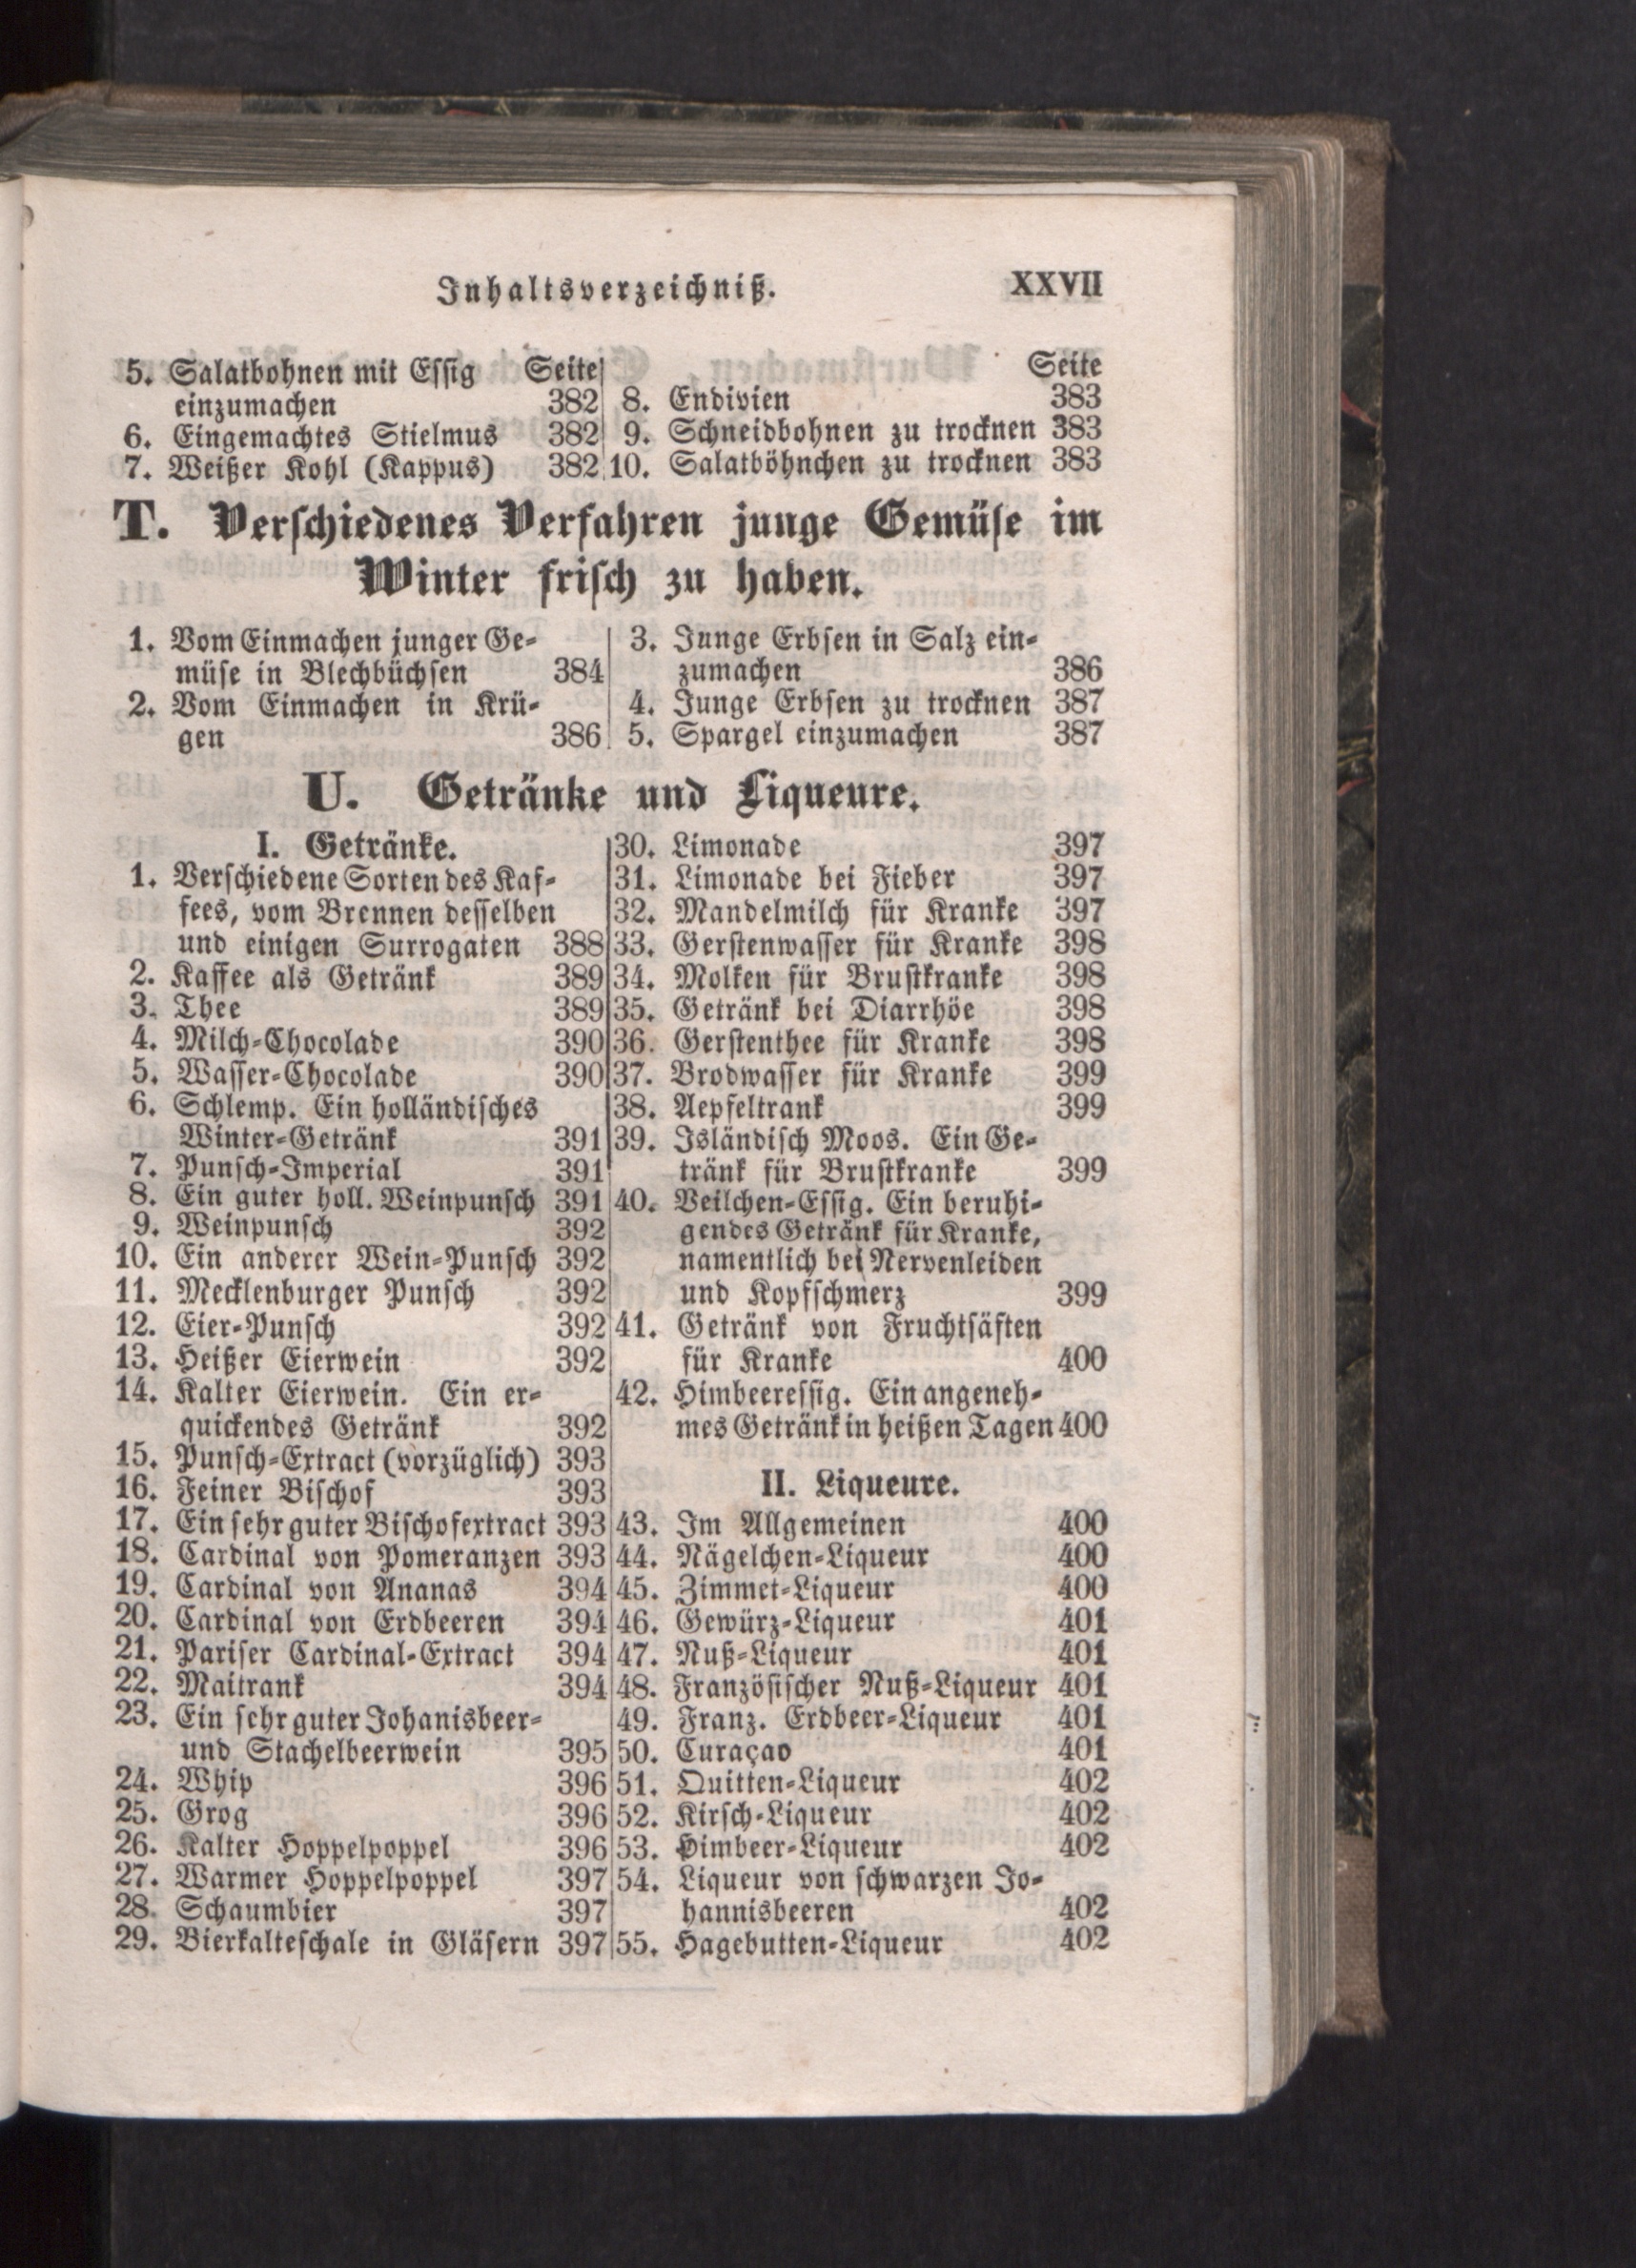 Inhaltsverzeichniß. XXVII
Seite
5. Salatbohnen mit Essig
einzumachen 382
6. Eingemachtes Stielmus 382
7. Weißer Kohl (Kappus) 382
Seite
8. Endivien 383
9. Schneidbohnen zu trocknen 383
10. Salatböhnchen zu trocknen 383
T. Verschiedenes Verfahren junge Gemüse im
Winter frisch zu haben.
1. Vom Einmachen junger Ge-
müse in Blechbüchsen 384
2. Vom Einmachen in Krü-
gen 386
3. Junge Erbsen in Salz ein-
zumachen 386
4. Junge Erbsen zu trocknen 387
5. Spargel einzumachen 387
U. Getränke und Liqueure.
I. Getränke.
1. Verschiedene Sorten des Kaf-
fees, vom Brennen desselben
und einigen Surrogaten 388
2. Kaffee als Getränk 389
3. Thee 389
4. Milch-Chocolade 390
5. Wasser-Chocolade 390
6. Schlemp. Ein holländisches
Winter-Getränk 391
7. Punsch-Imperial 391
8. Ein guter holl. Weinpunsch 391
9. Weinpunsch 392
10. Ein anderer Wein-Punsch 392
11. Mecklenburger Punsch 392
12. Eier-Punsch 392
13. Heißer Eierwein 392
14. Kalter Eierwein. Ein er-
quickendes Getränk 392
15. Punsch-Extract (vorzüglich) 393
16. Feiner Bischof 393
17. Ein sehr guter Bischofextract 393
18. Cardinal von Pomeranzen 393
19. Cardinal von Ananas 394
20. Cardinal von Erdbeeren 394
21. Pariser Cardinal-Extract 394
22. Maitrank 394
23. Ein sehr guter Johanisbeer-
und Stachelbeerwein 395
24. Whip 396
25. Grog 396
26. Kalter Hoppelpoppel 396
27. Warmer Hoppelpoppel 397
28. Schaumbier 397
29. Bierkalteschale in Gläsern 397
30. Limonade 397
31. Limonade bei Fieber 397
32. Mandelmilch für Kranke 397
33. Gerstenwasser für Kranke 398
34. Molken für Brustkranke 398
35. Getränk bei Diarrhöe 398
36. Gerstenthee für Kranke 398
37. Brodwasser für Kranke 399
38. Aepfeltrank 399
39. Isländisch Moos. Ein Ge-
tränk für Brustkranke 399
40. Veilchen-Essig. Ein beruhi-
gendes Getränk für Kranke,
namentlich bei Nervenleiden
und Kopfschmerz 399
41. Getränk von Fruchtsäften
für Kranke 400
42. Himbeeressig. Ein angeneh-
mes Getränk in heißen Tagen 400
II. Liqueure.
43. Im Allgemeinen 400
44. Nägelchen-Liqueur 400
45. Zimmet-Liqueur 400
46. Gewürz-Liqueur 401
47. Nuß-Liqueur 401
48. Französischer Nuß-Liqueur 401
49. Franz. Erdbeer-Liqueur 401
50. Curaçao 401
51. Quitten-Liqueur 402
52. Kirsch-Liqueur 402
53. Himbeer-Liqueur 402
54. Liqueur von schwarzen Jo-
hannisbeeren 402
55. Hagebutten-Liqueur 402